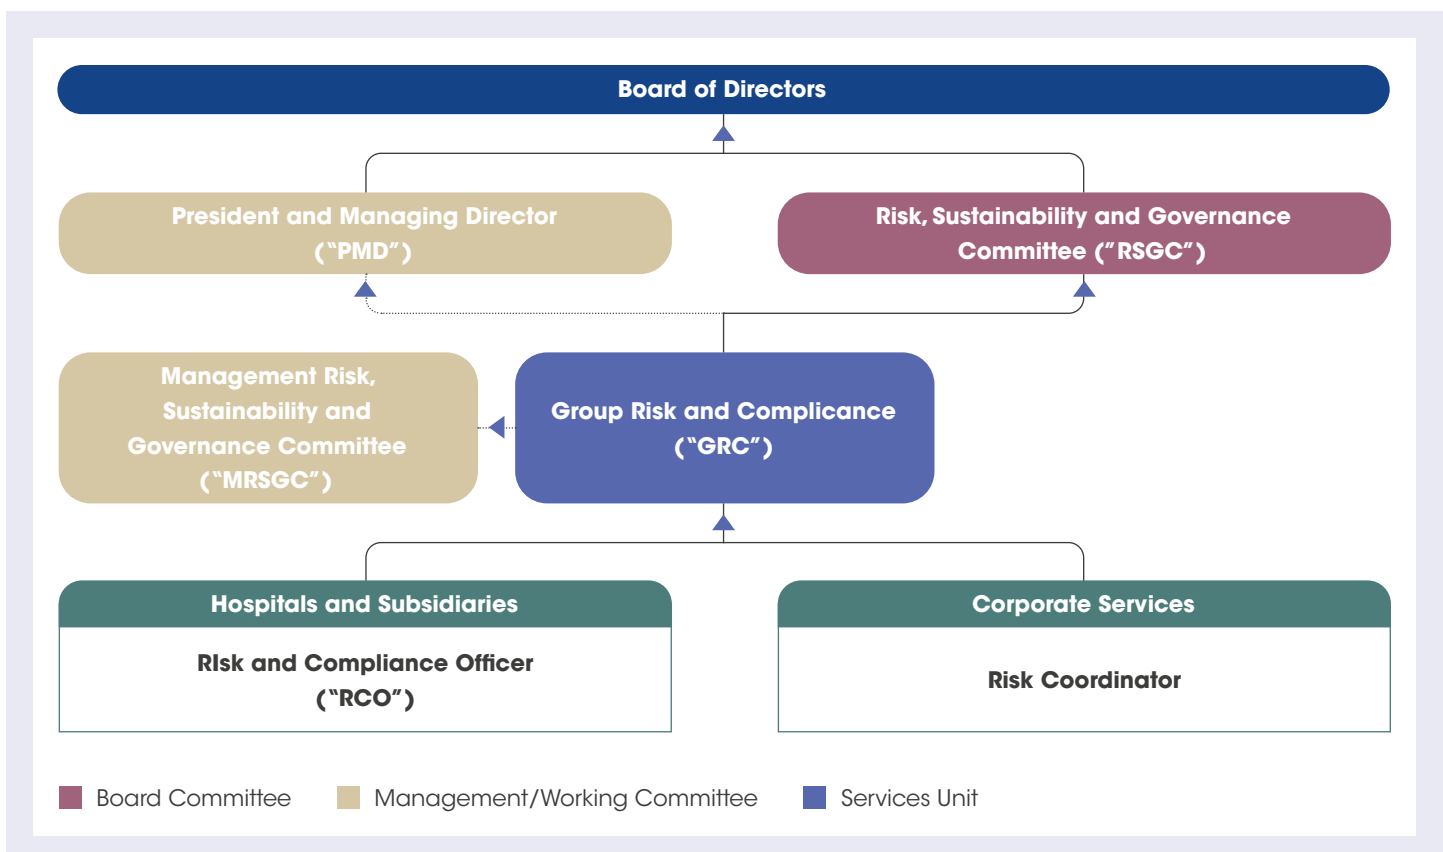 Board of Directors
President and Managing Director
(“PMD”)
Risk, Sustainability and Governance
Committee (”RSGC”)
Management Risk,
Sustainability and
Governance Committee
(“MRSGC”)
Group Risk and Complicance
(“GRC”)
Hospitals and Subsidiaries
RIsk and Compliance Officer
(“RCO”)
Corporate Services
Risk Coordinator
Board Committee
Management/Working Committee
Services Unit